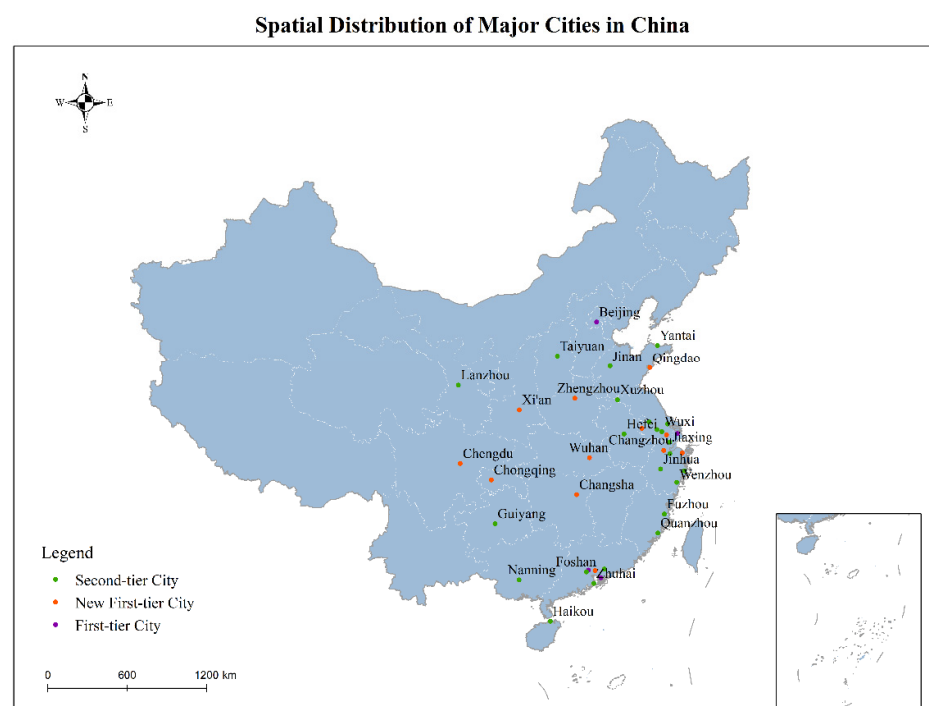 Spatial Distribution of Major Cities in China
N
W E
S
Beijing
Yantai
Taiyuan
Jinan
Qingdao
Lanzhou
Zhengzhou
Xuzhou
Xi'an
Hefei
Wuxi
Changzhou
Jiaxing
Wuhan
Chengdu
Jinhua
Chongqing
Wenzhou
Changsha
Fuzhou
Guiyang
Quanzhou
Foshan
Nanning
Zhuhai
Haikou
Legend
Second-tier City
New First-tier City
First-tier City
0 600 1200 km